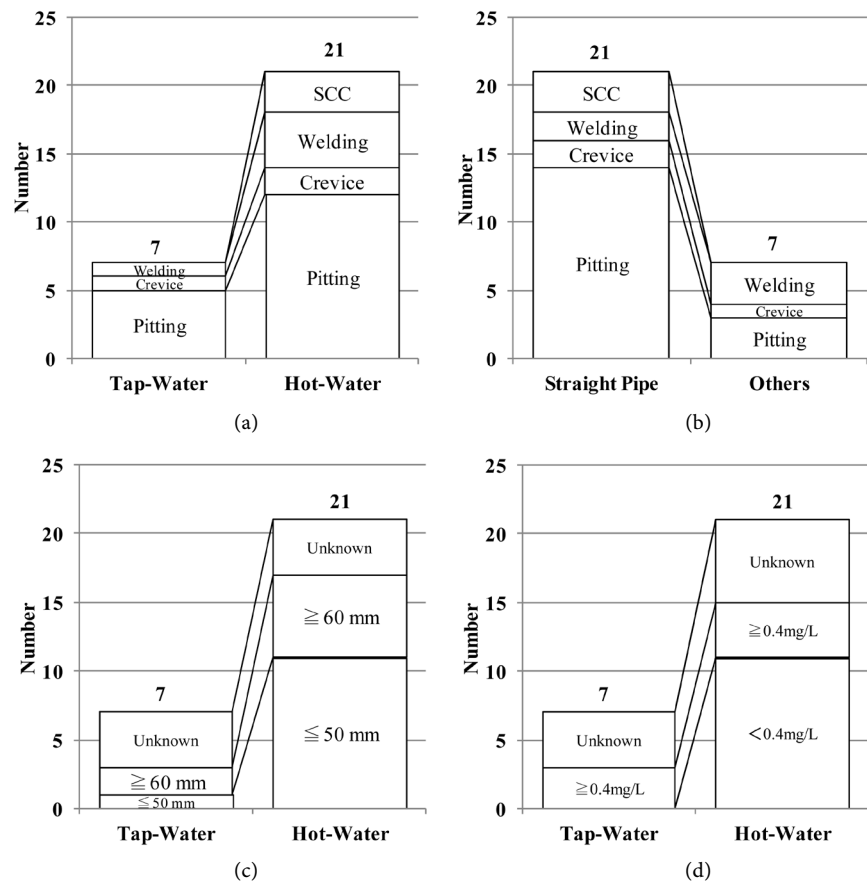 25
20
15
10
5
0
Number
7
Welding
Crevice
Pitting
21
SCC
Welding
Crevice
Pitting
Tap-Water
Hot-Water
(a)
25
20
15
10
5
0
Number
21
SCC
Welding
Crevice
Pitting
7
Welding
Crevice
Pitting
Straight Pipe
Others
(b)
25
20
15
10
5
0
Number
7
Unknown
≧60 mm
≦50 mm
21
Unknown
≧60 mm
≦50 mm
Tap-Water
Hot-Water
(c)
25
20
15
10
5
0
Number
7
Unknown
≧0.4mg/L
21
Unknown
≧0.4mg/L
<0.4mg/L
Tap-Water
Hot-Water
(d)